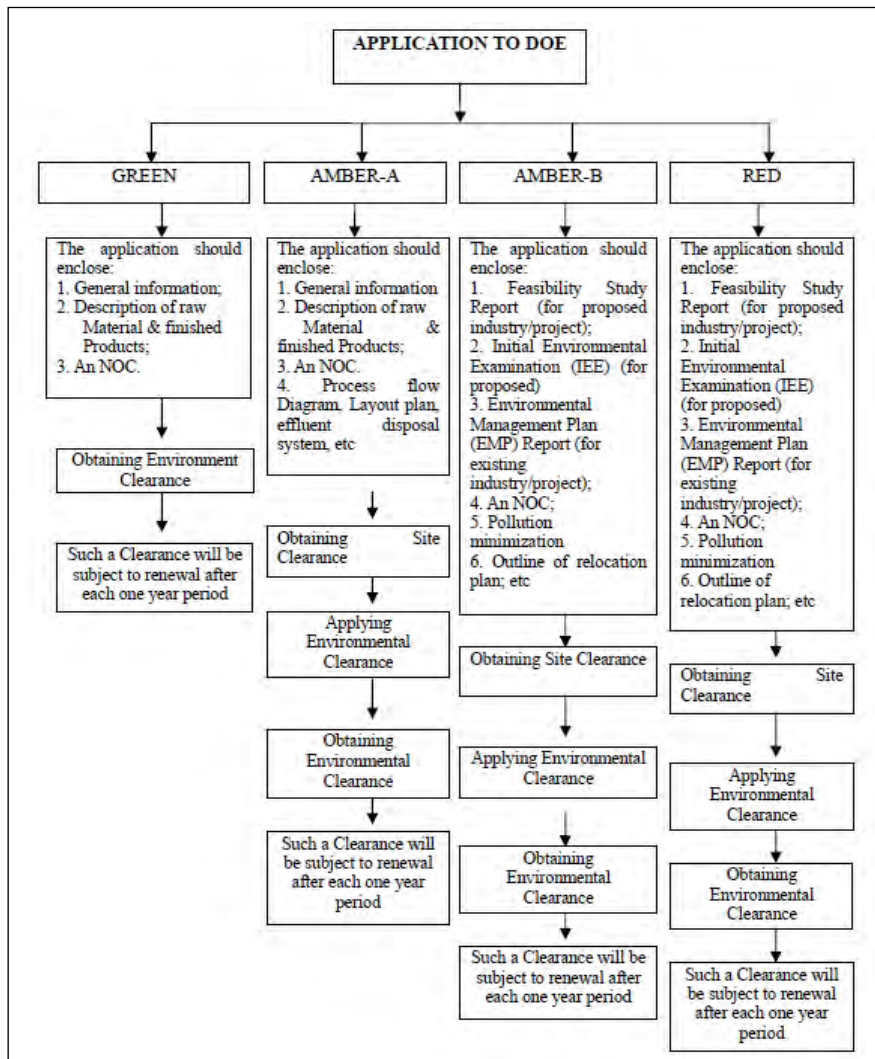 APPLICATION TO DOE
GREEN
The application should
enclose:
1. General information;
2. Description of raw
Material & finished
Products;
3. An NOC.
Obtaining Environment
Clearance
Such a Clearance will be
subject to renewal after
each one year period
AMBER-A
The application should
enclose:
1. General information
2. Description of raw
Material &
finished Products;
3. An NOC.
4. Process flow
Diagram, Layout plan,
effluent disposal
system, etc
Obtaining Site
Clearance
Applying
Environmental
Clearance
Obtaining
Environmental
Clearance
Such a Clearance will
be subject to renewal
after each one year
period
AMBER-B
The application should
enclose:
1. Feasibility Study
Report (for proposed
industry/project);
2. Initial Environmental
Examination (IEE) (for
proposed)
3. Environmental
Management Plan
(EMP) Report (for
existing
industry/project);
4. An NOC;
5. Pollution
minimization
6. Outline of relocation
plan; etc
Obtaining Site Clearance
Applying Environmental
Clearance
Obtaining
Environmental
Clearance
Such a Clearance will be
subject to renewal after
each one year period
RED
The application should
enclose:
1. Feasibility Study
Report (for proposed
industry/project);
2. Initial
Environmental
Examination (IEE)
(for proposed)
3. Environmental
Management Plan
(EMP) Report (for
existing
industry/project);
4. An NOC;
5. Pollution
minimization
6. Outline of
relocation plan; etc
Obtaining Site
Clearance
Applying
Environmental
Clearance
Obtaining
Environmental
Clearance
Such a Clearance will
be subject to renewal
after each one year
period